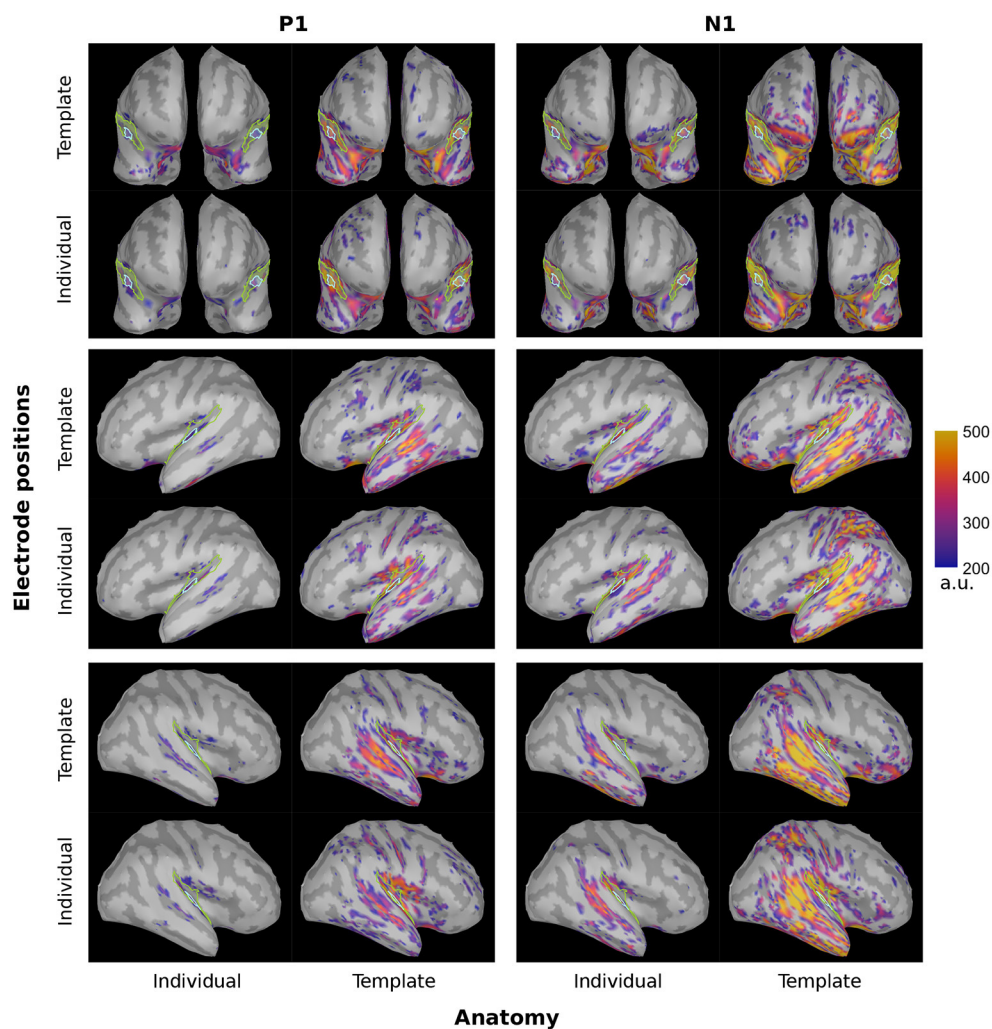 P1
N1
Template
Individual
Electrode positions
Template
Individual
Template
Individual
500
400
300
200
a.u.
Individual
Template
Individual
Template
Anatomy